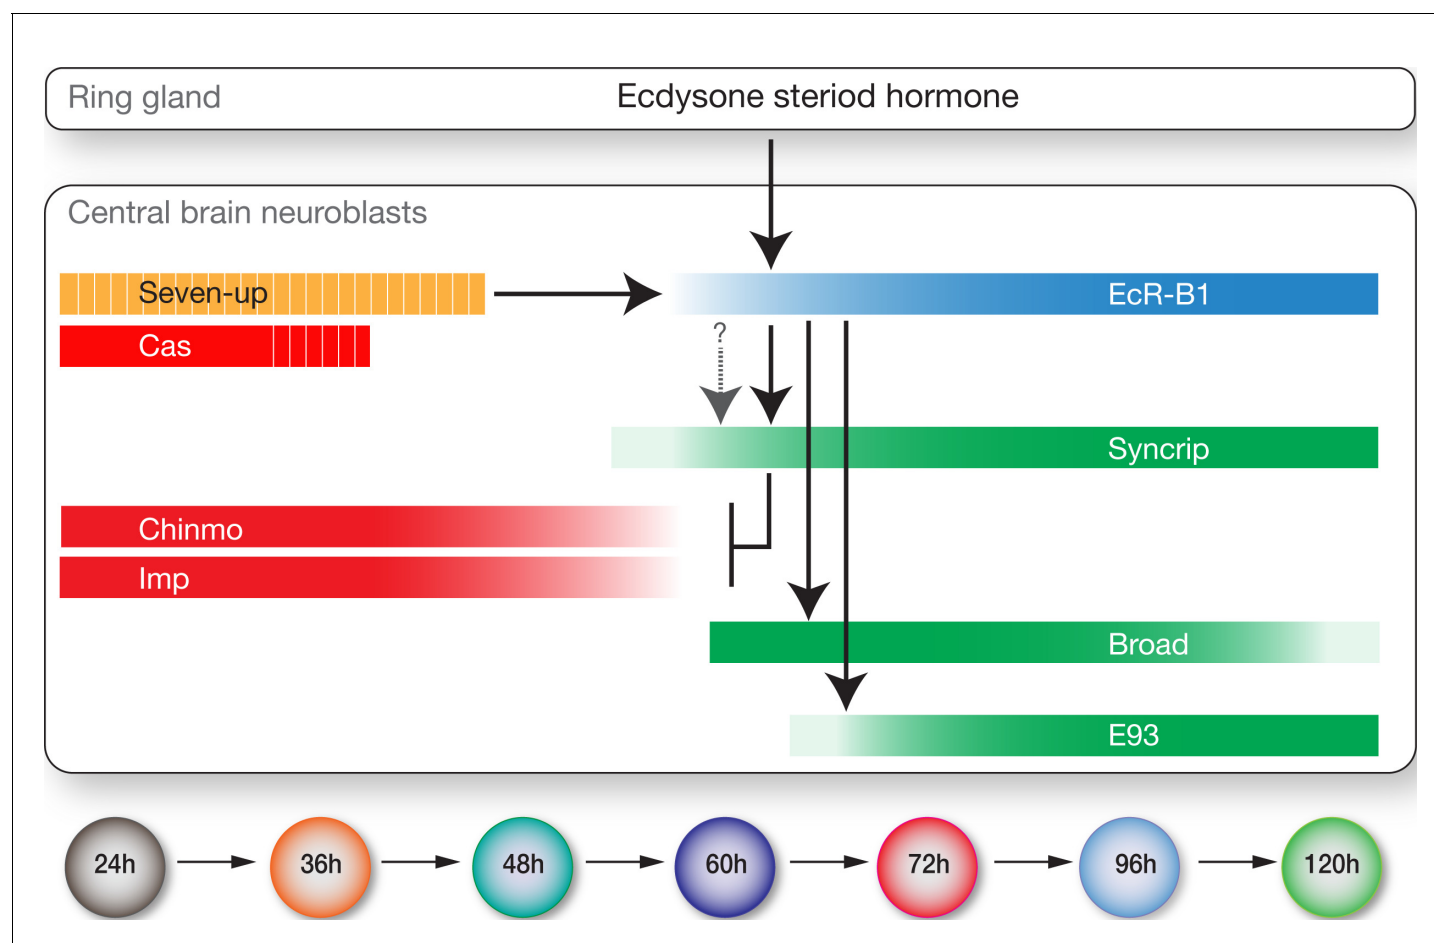 Ring gland
Ecdysone steriod hormone
Central brain neuroblasts
Seven-up
EcR-B1
Cas
?
Syncrip
Chinmo
Imp
Broad
E93
24h
36h
48h
60h
72h
96h
120h